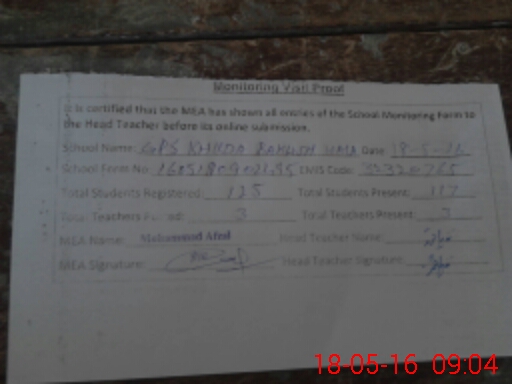 Monitoring Visit Proof
It is certified that the MEA has shown all entries of the School Monitoring Form to
the Head Teacher before its online submission.
School Name: GPS KHUDA BAKHSH WALA Date: 18-5-16
School Form No: EMIS Code:
Total Students Registered: 125 Total Students Present: 117
Total Teachers Posted: 3 Total Teachers Present: 3
MEA Name: Muhammad Afzal Head Teacher Name:
MEA Signature: Head Teacher Signature:
18-05-16 09:04